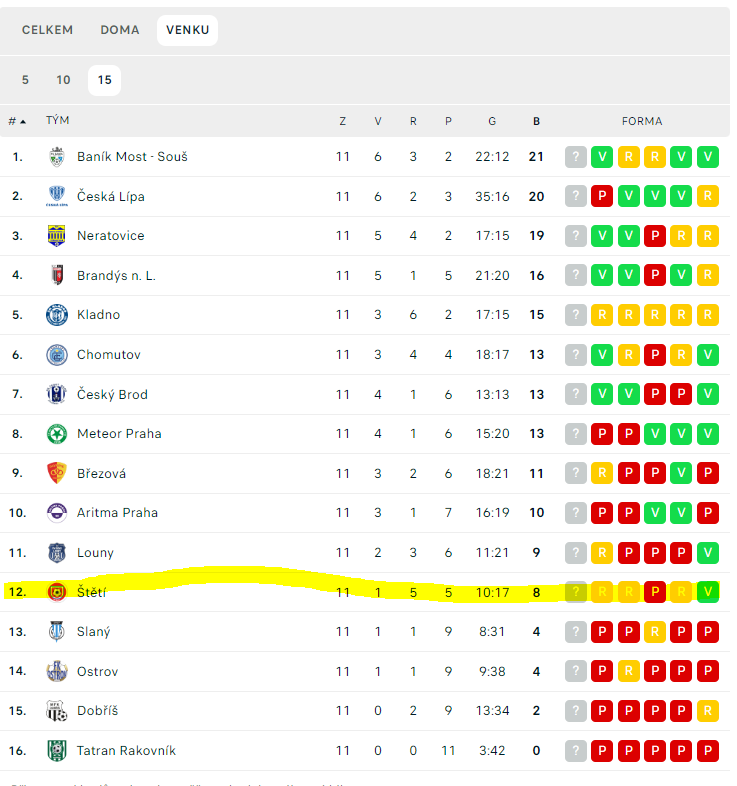 CELKEM DOMA VENKU
5 10 15
# TÝM Z V R P G B FORMA
1. Baník Most - Souš 11 6 3 2 22:12 21 ? V R R V V
2. Česká Lípa 11 6 2 3 35:16 20 ? P V V V R
3. Neratovice 11 5 4 2 17:15 19 ? V V P R R
4. Brandýs n. L. 11 5 1 5 21:20 16 ? V V P V R
5. Kladno 11 3 6 2 17:15 15 ? R R R R R
6. Chomutov 11 3 4 4 18:17 13 ? V R P R V
7. Český Brod 11 4 1 6 13:13 13 ? V V P P V
8. Meteor Praha 11 4 1 6 15:20 13 ? P P V V V
9. Březová 11 3 2 6 18:21 11 ? R P P V P
10. Aritma Praha 11 3 1 7 16:19 10 ? P P V V P
11. Louny 11 2 3 6 11:21 9 ? R P P P V
12. Štětí 11 1 5 5 10:17 8 ? R R P R V
13. Slaný 11 1 1 9 8:31 4 ? P P R P P
14. Ostrov 11 1 1 9 9:38 4 ? P R P P P
15. Dobříš 11 0 2 9 13:34 2 ? P P P P R
16. Tatran Rakovník 11 0 0 11 3:42 0 ? P P P P P